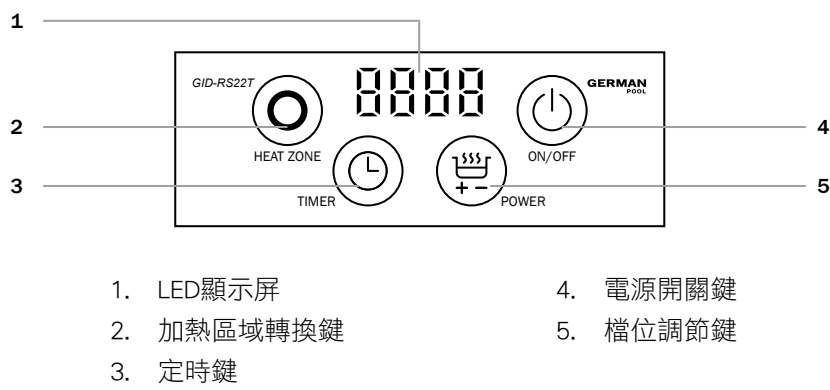 1
GID-RS22T
8888
GERMAN
POOL
2
4
HEAT ZONE
ON/OFF
3
5
TIMER
POWER
1. LED顯示屏
2. 加熱區域轉換鍵
3. 定時鍵
4. 電源開關鍵
5. 檔位調節鍵